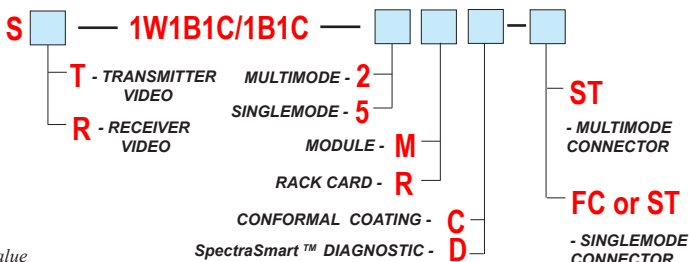 S — 1W1B1C/1B1C — -
T - TRANSMITTER
VIDEO
R - RECEIVER
VIDEO
MULTIMODE - 2
SINGLEMODE - 5
MODULE - M
RACK CARD - R
CONFORMAL COATING - C
SpectraSmart ™ DIAGNOSTIC - D
ST
- MULTIMODE
CONNECTOR
FC or ST
- SINGLEMODE
CONNECTOR
alue